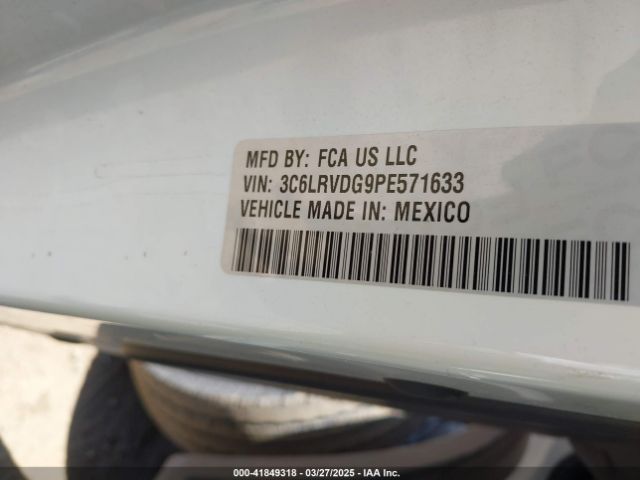 MFD BY: FCA US LLC
VIN: 3C6LRVDG9PE571633
VEHICLE MADE IN: MEXICO
000-41849318 - 03/27/2025 - IAA Inc.